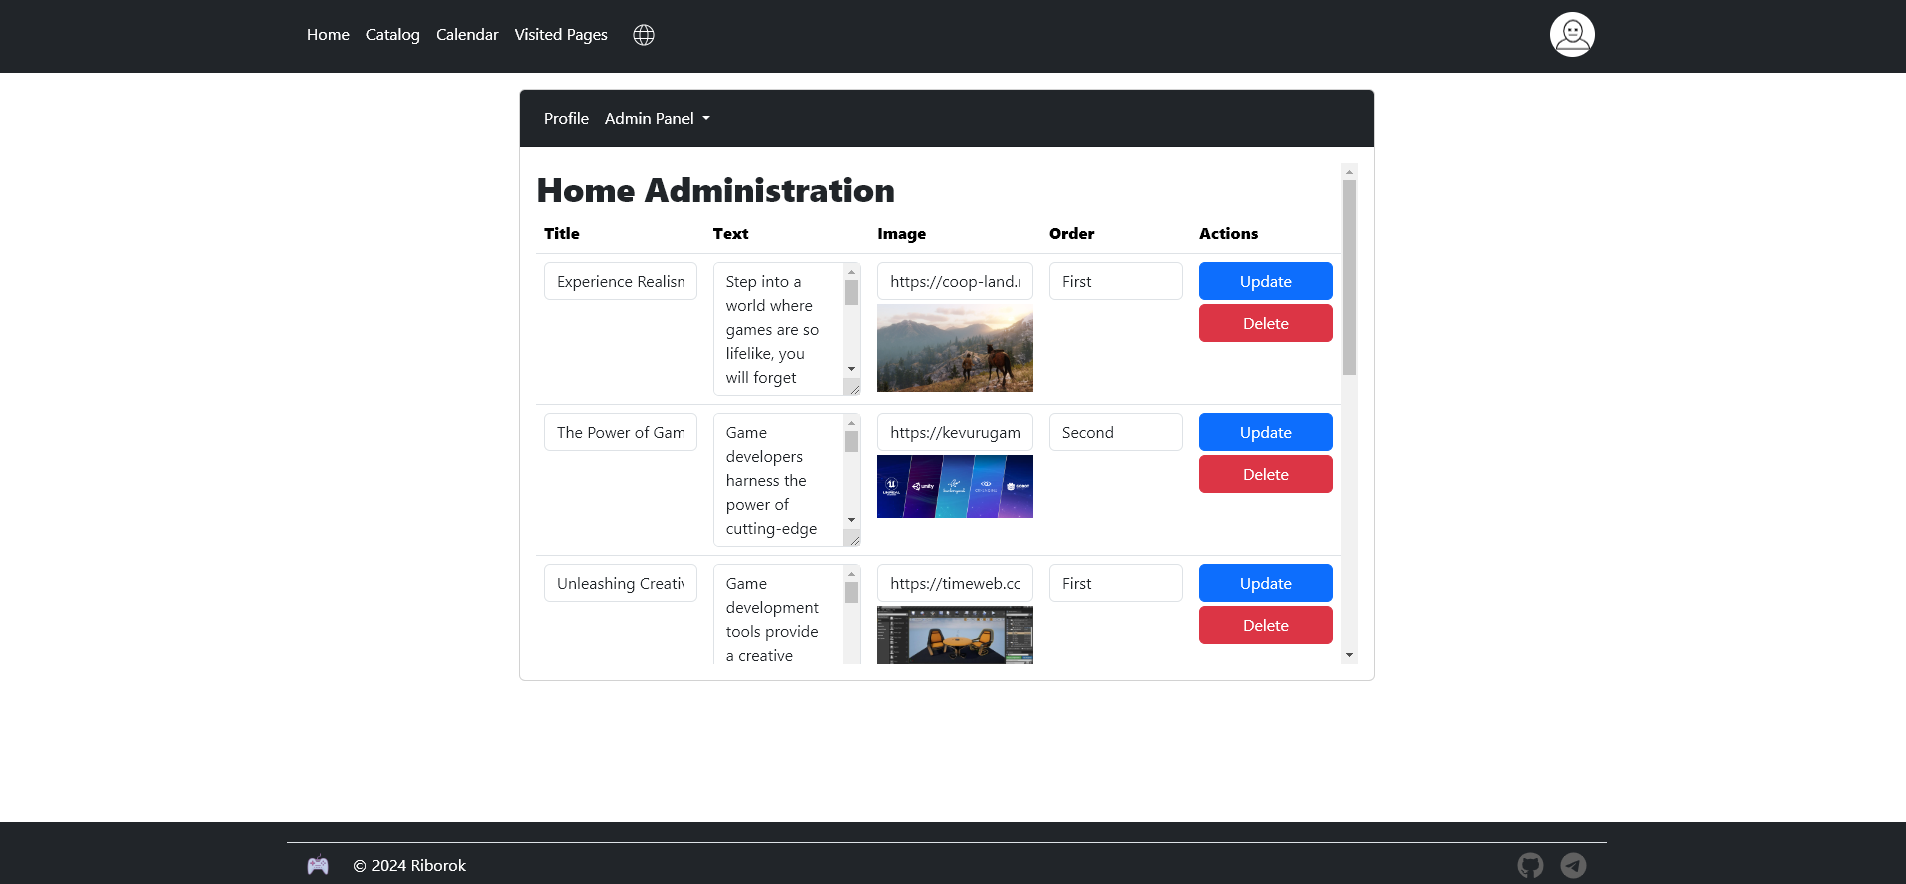 Home Catalog Calendar Visited Pages
Profile Admin Panel
Home Administration
Title Text Image Order Actions
Experience Realism
Step into a
world where
games are so
lifelike, you
will forget
https://coop-land.r
First
Update
Delete
The Power of Gam
Game
developers
harness the
power of
cutting-edge
https://kevurugam
unity
Second
Update
Delete
Unleashing Creativ
Game
development
tools provide
a creative
https://timeweb.cc
First
Update
Delete
© 2024 Riborok